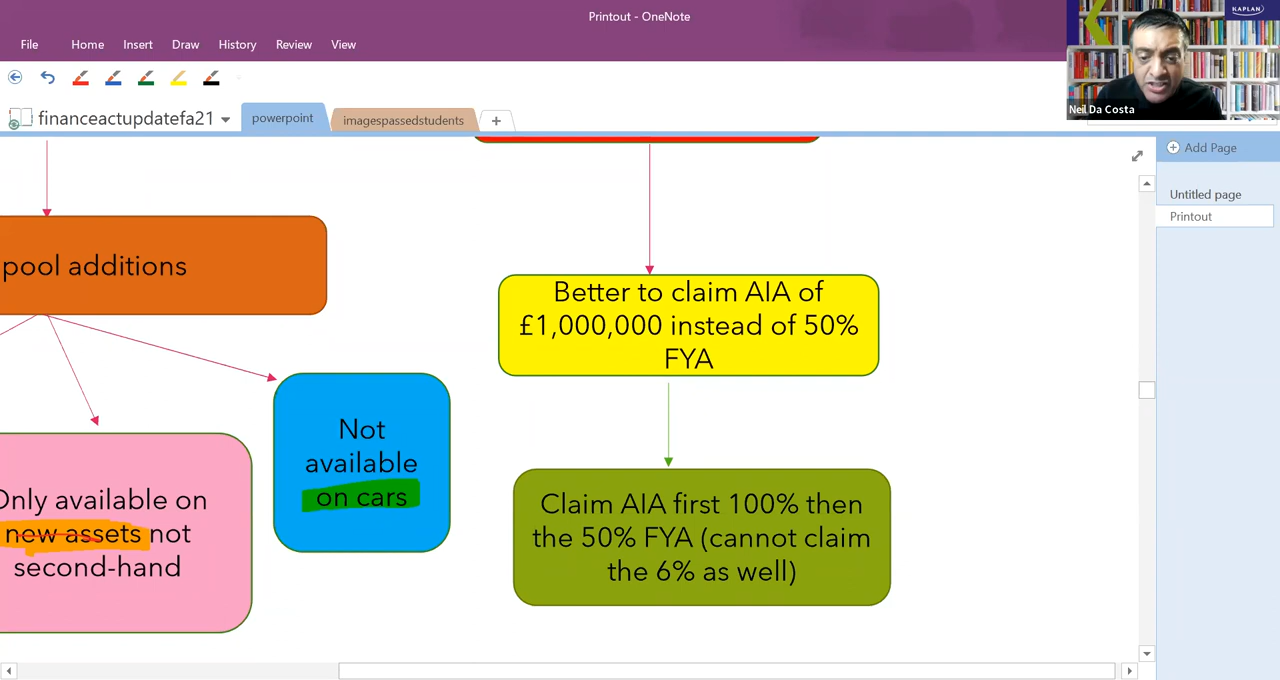 Printout - OneNote
KAPLAN
File Home Insert Draw History Review View
Neil Da Costa
financeactupdatefa21
powerpoint
imagespassedstudents
Add Page
Untitled page
Printout
pool additions
Better to claim AIA of
£1,000,000 instead of 50%
FYA
Not
available
on cars
Only available on
new assets not
second-hand
Claim AIA first 100% then
the 50% FYA (cannot claim
the 6% as well)